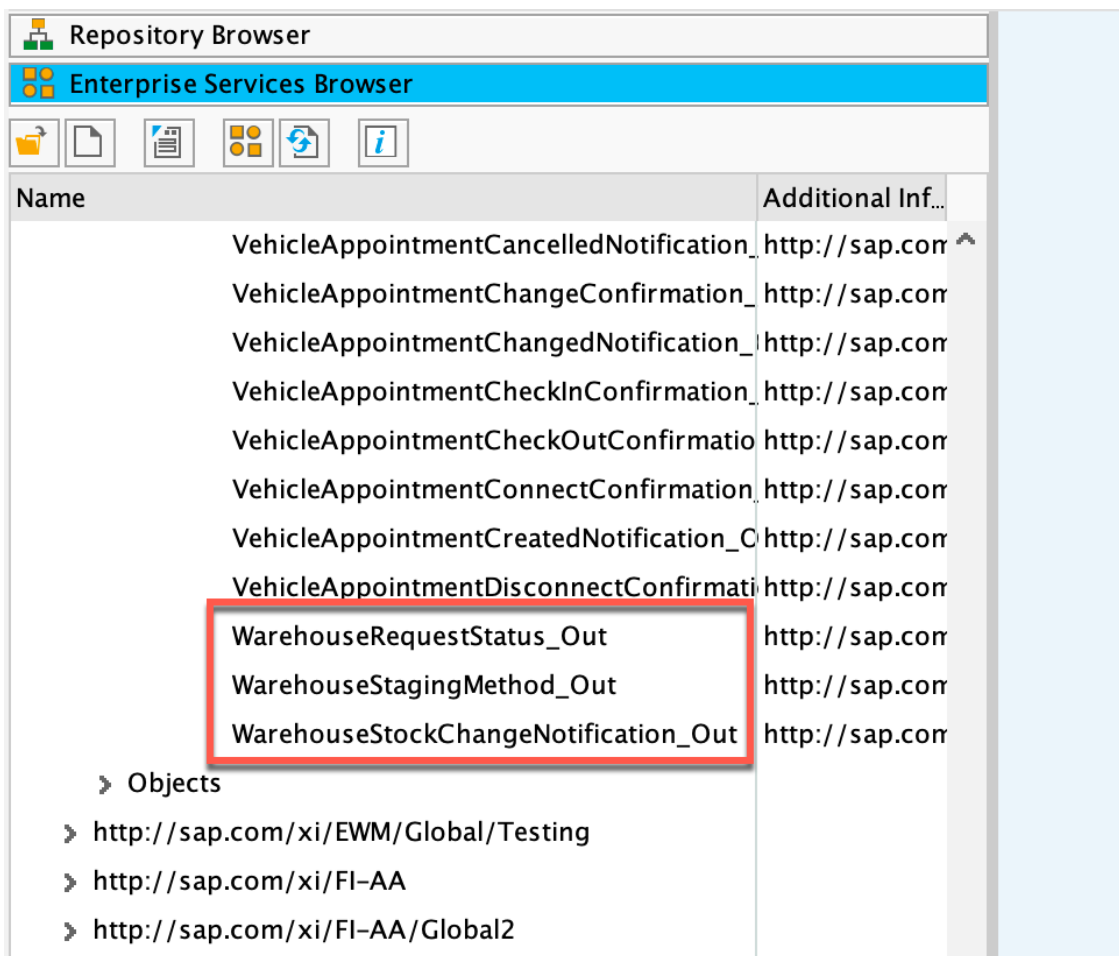 Repository Browser
Enterprise Services Browser
i
Name Additional Inf...
VehicleAppointmentCancelledNotification_ http://sap.com
VehicleAppointmentChangeConfirmation_ http://sap.com
VehicleAppointmentChangedNotification_ http://sap.com
VehicleAppointmentCheckInConfirmation_ http://sap.com
VehicleAppointmentCheckOutConfirmatio http://sap.com
VehicleAppointmentConnectConfirmation_ http://sap.com
VehicleAppointmentCreatedNotification_O http://sap.com
VehicleAppointmentDisconnectConfirmati http://sap.com
WarehouseRequestStatus_Out http://sap.com
WarehouseStagingMethod_Out http://sap.com
WarehouseStockChangeNotification_Out http://sap.com
Objects
http://sap.com/xi/EWM/Global/Testing
http://sap.com/xi/FI-AA
http://sap.com/xi/FI-AA/Global2